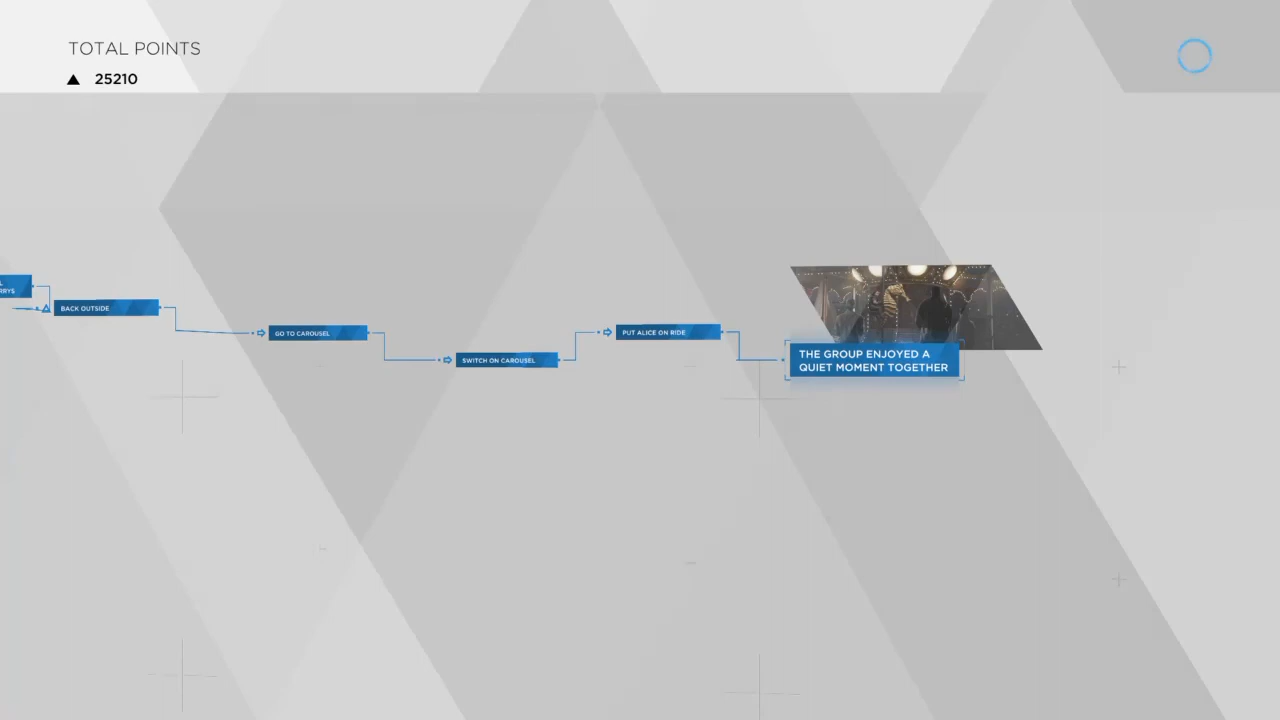 TOTAL POINTS
25210
RRYS
BACK OUTSIDE
GO TO CAROUSEL
SWITCH ON CAROUSEL
PUT ALICE ON RIDE
THE GROUP ENJOYED A
QUIET MOMENT TOGETHER